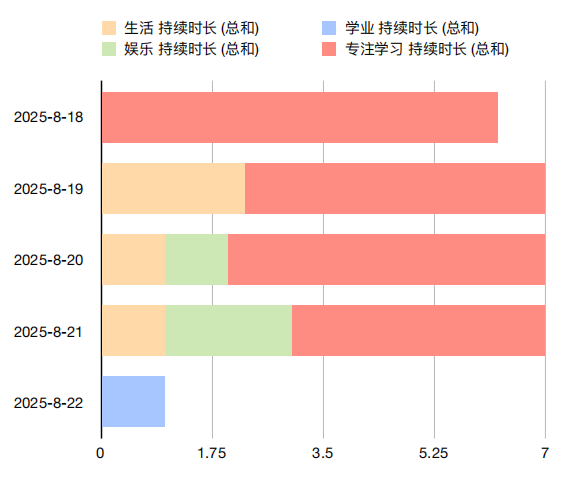 生活 持续时长 (总和)
学业 持续时长 (总和)
娱乐 持续时长 (总和)
专注学习 持续时长 (总和)
2025-8-18
2025-8-19
2025-8-20
2025-8-21
2025-8-22
0 1.75 3.5 5.25 7